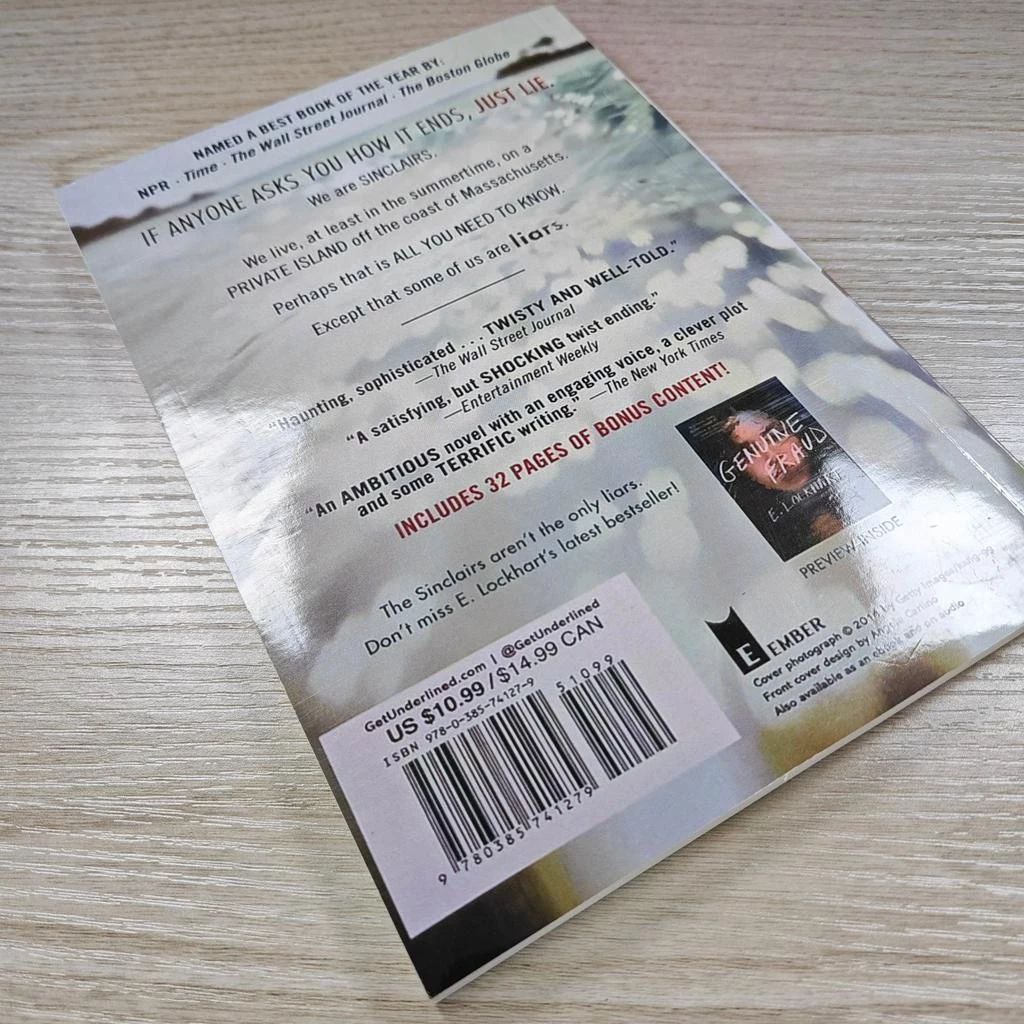 NAMED A BEST BOOK OF THE YEAR BY:
NPR · Time · The Wall Street Journal · The Boston Globe
IF ANYONE ASKS YOU HOW IT ENDS, JUST LIE.
We are SINCLAIRS.
We live, at least in the summertime, on a
PRIVATE ISLAND off the coast of Massachusetts.
Perhaps that is ALL YOU NEED TO KNOW.
Except that some of us are liars.
“Haunting, sophisticated . . . TWISTY AND WELL-TOLD.”
—The Wall Street Journal
“A satisfying, but SHOCKING twist ending.”
—Entertainment Weekly
“An AMBITIOUS novel with an engaging voice, a clever plot
and some TERRIFIC writing.” —The New York Times
INCLUDES 32 PAGES OF BONUS CONTENT!
GENUINE
FRAUD
E. LOCKHART
PREVIEW INSIDE
The Sinclairs aren't the only liars.
Don't miss E. Lockhart's latest bestseller!
GetUnderlined.com | @GetUnderlined
US $10.99 / $14.99 CAN
ISBN 978-0-385-74127-9
51099
9 780385 741279
E EMBER
Cover photograph © by Getty Images
Front cover design by Carlino
Also available as an ebook and on audio